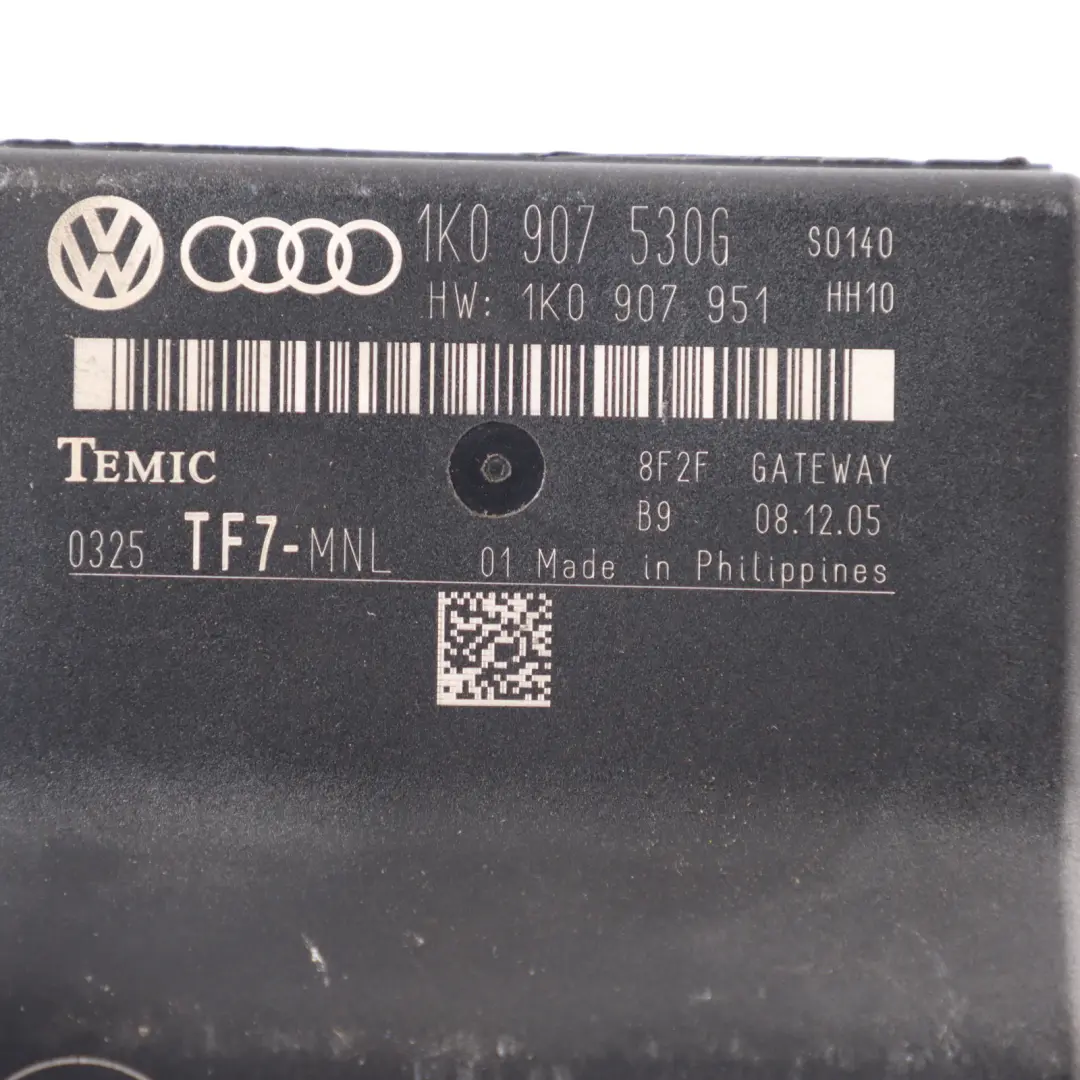 1K0 907 530G S0140
HW: 1K0 907 951 HH10
TEMIC 8F2F GATEWAY
B9 08.12.05
0325 TF7-MNL 01 Made in Philippines